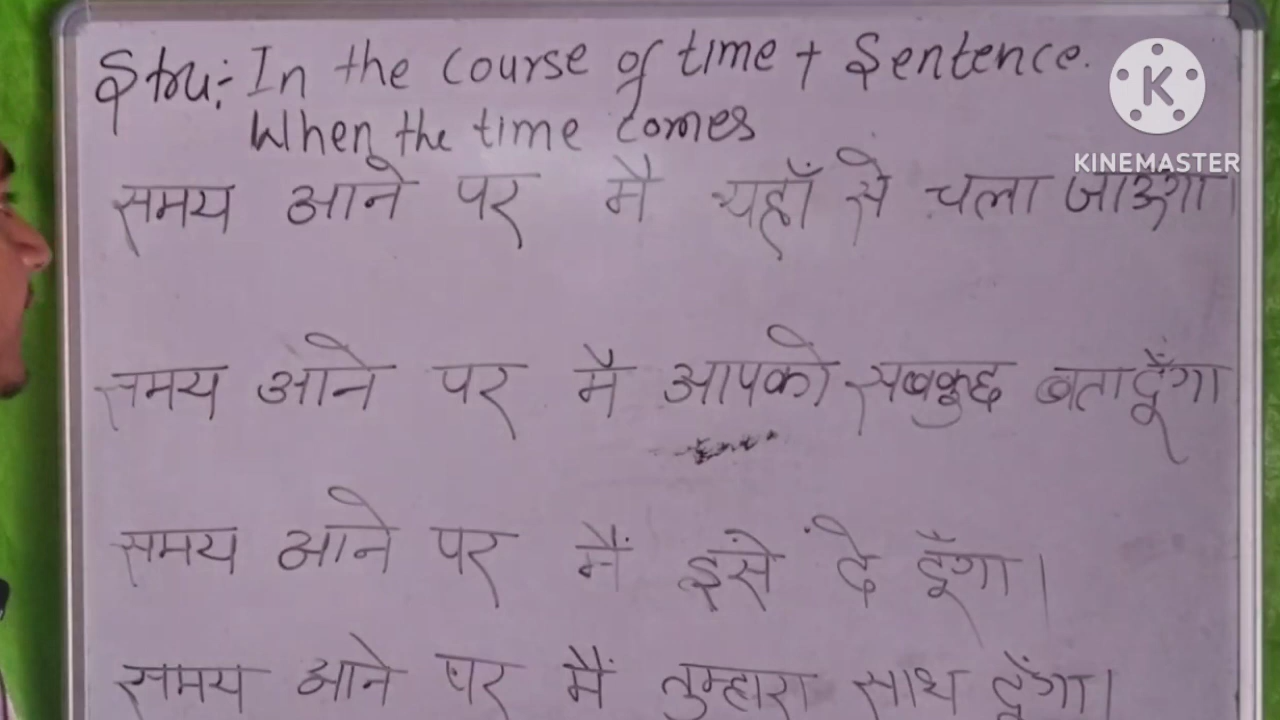 Stru:- In the course of time + Sentence.
When the time comes
K
KINEMASTER
समय आने पर मै यहाँ से चला जाऊंगा।
समय आने पर मै आपको सबकुछ बतादूँगा
समय आने पर मैं इसे दे दूँगा।
समय आने पर मैं तुम्हारा साथ दूँगा।